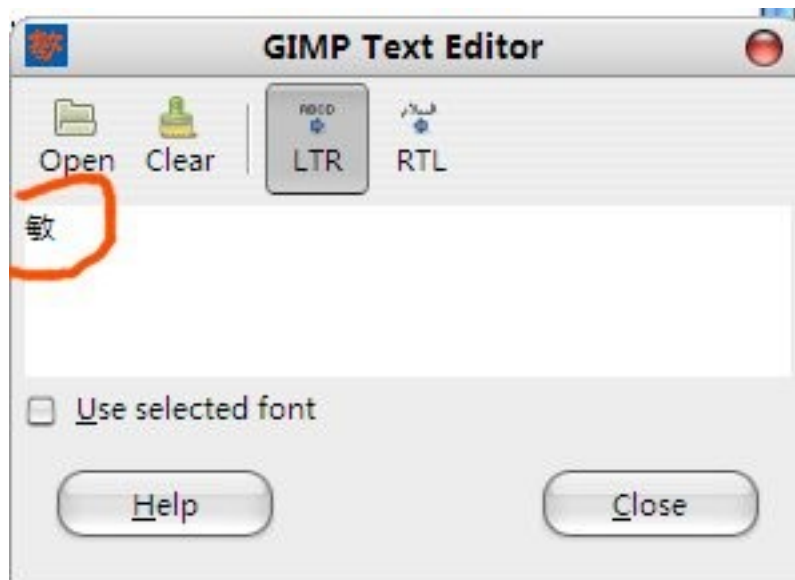 GIMP Text Editor
Open Clear LTR RTL
敏
Use selected font
Help Close